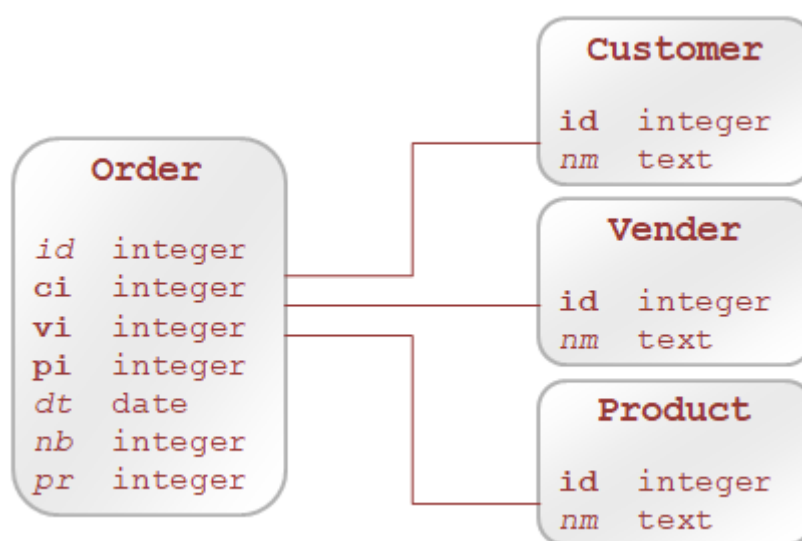 Order
id integer
ci integer
vi integer
pi integer
dt date
nb integer
pr integer
Customer
id integer
nm text
Vender
id integer
nm text
Product
id integer
nm text